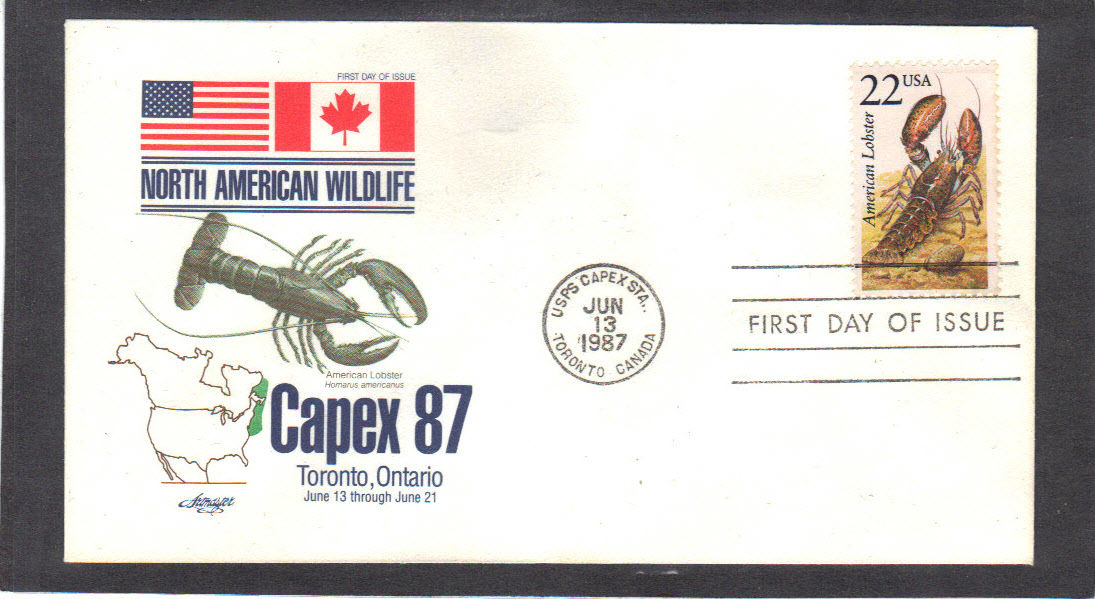 FIRST DAY OF ISSUE
NORTH AMERICAN WILDLIFE
American Lobster
Homarus americanus
Capex 87
Toronto, Ontario
June 13 through June 21
Artmaster
USPS CAPEX STA.
JUN
13
1987
TORONTO CANADA
22 USA
American Lobster
FIRST DAY OF ISSUE